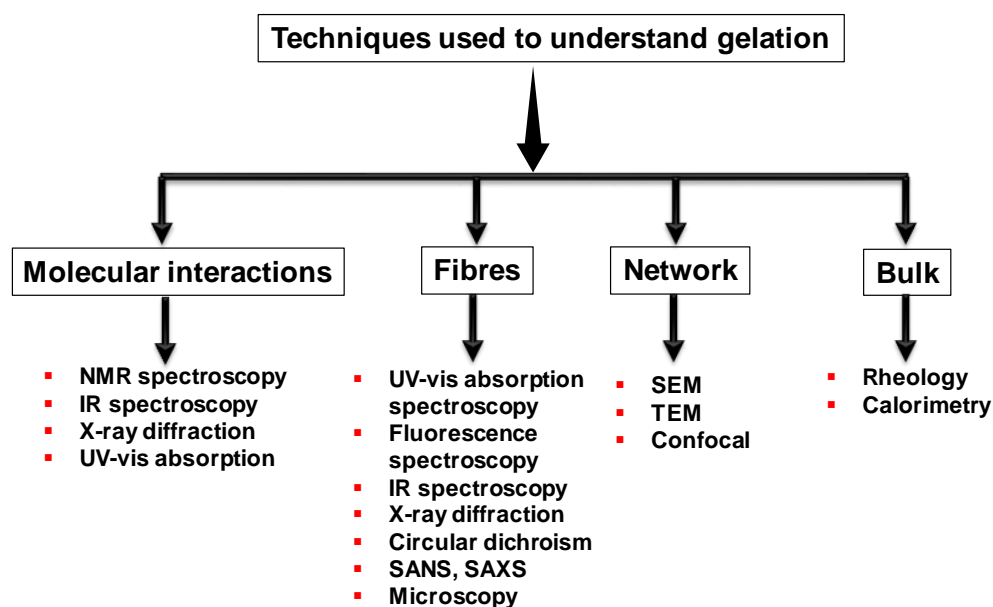 Techniques used to understand gelation
Molecular interactions
NMR spectroscopy
IR spectroscopy
X-ray diffraction
UV-vis absorption
Fibres
UV-vis absorption
spectroscopy
Fluorescence
spectroscopy
IR spectroscopy
X-ray diffraction
Circular dichroism
SANS, SAXS
Microscopy
Network
SEM
TEM
Confocal
Bulk
Rheology
Calorimetry